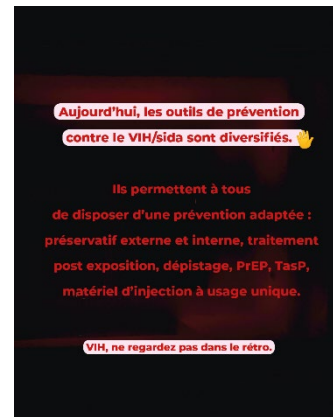 Aujourd'hui, les outils de prévention
contre le VIH/sida sont diversifiés. 🖐
Ils permettent à tous
de disposer d'une prévention adaptée :
préservatif externe et interne, traitement
post exposition, dépistage, PrEP, TasP,
matériel d'injection à usage unique.
VIH, ne regardez pas dans le rétro.